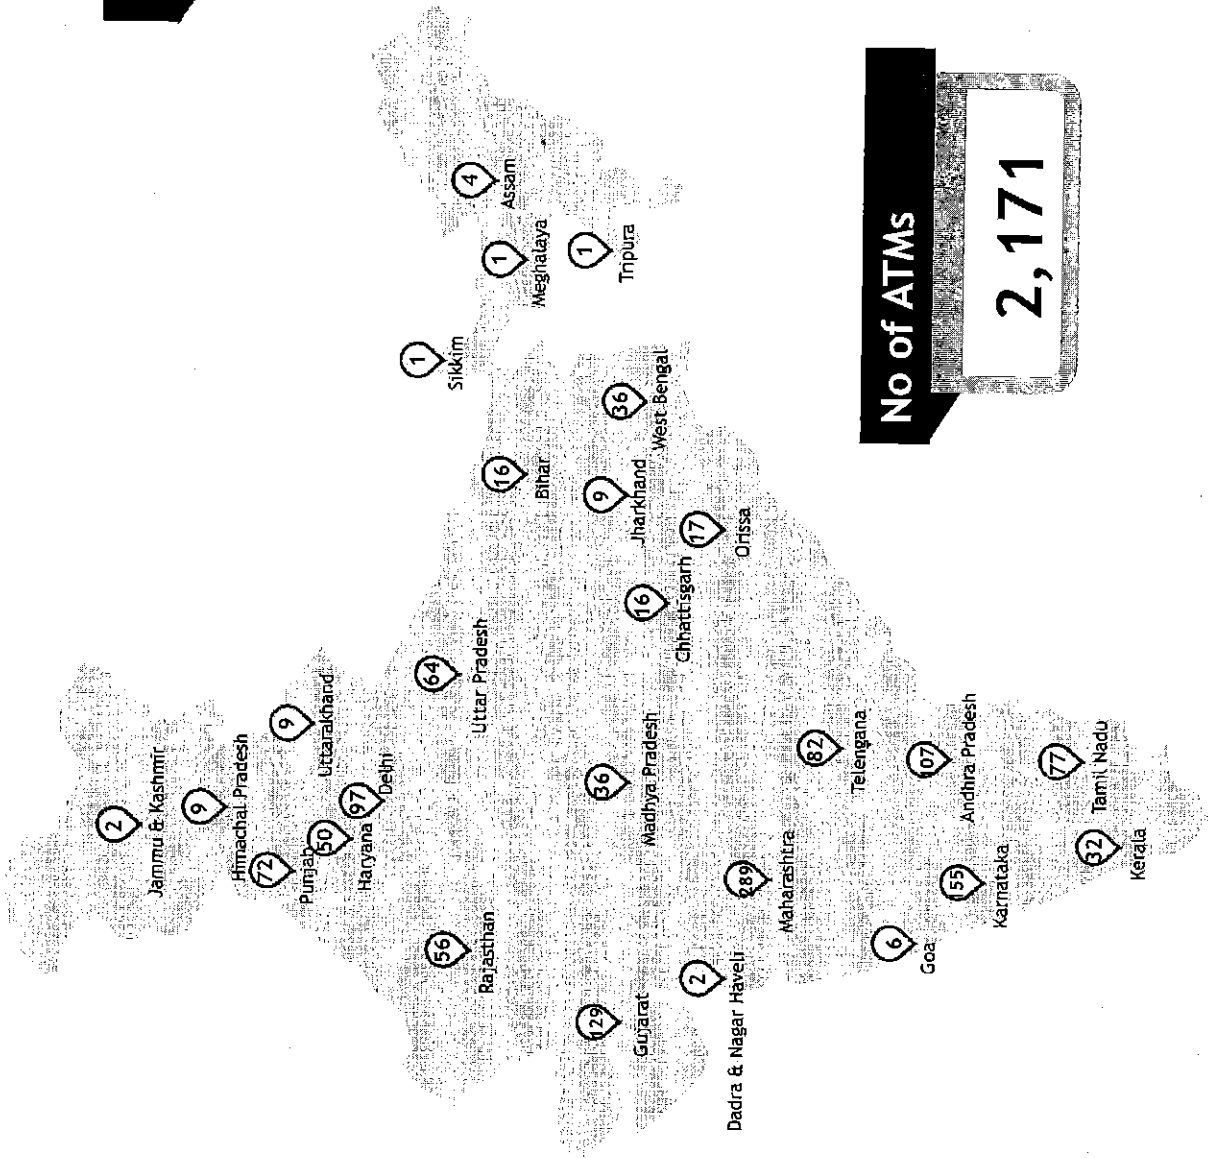 2
Jammu & Kashmir
9
Himachal Pradesh
72
Punjab
50
Haryana
97
Delhi
9
Uttarakhand
56
Rajasthan
64
Uttar Pradesh
1
Sikkim
4
Assam
1
Meghalaya
1
Tripura
16
Bihar
129
Gujarat
36
Madhya Pradesh
9
Jharkhand
36
West Bengal
16
Chhattisgarh
17
Orissa
2
Dadra & Nagar Haveli
289
Maharashtra
82
Telengana
6
Goa
155
Karnataka
107
Andhra Pradesh
32
Kerala
77
Tamil Nadu
No of ATMs
2,171